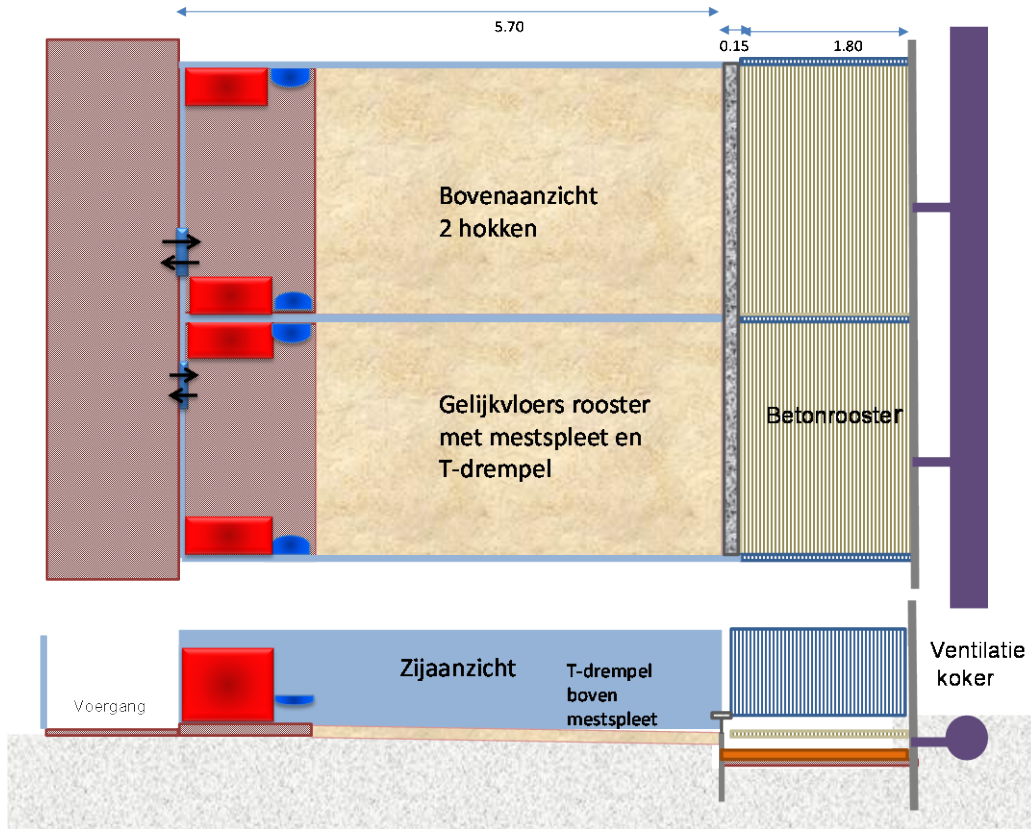 5.70
0.15
1.80
Bovenaanzicht
2 hokken
Gelijkvloers rooster
met mestspleet en
T-drempel
Betonrooster
Zijaanzicht
T-drempel
boven
mestspleet
Voergang
Ventilatie
koker